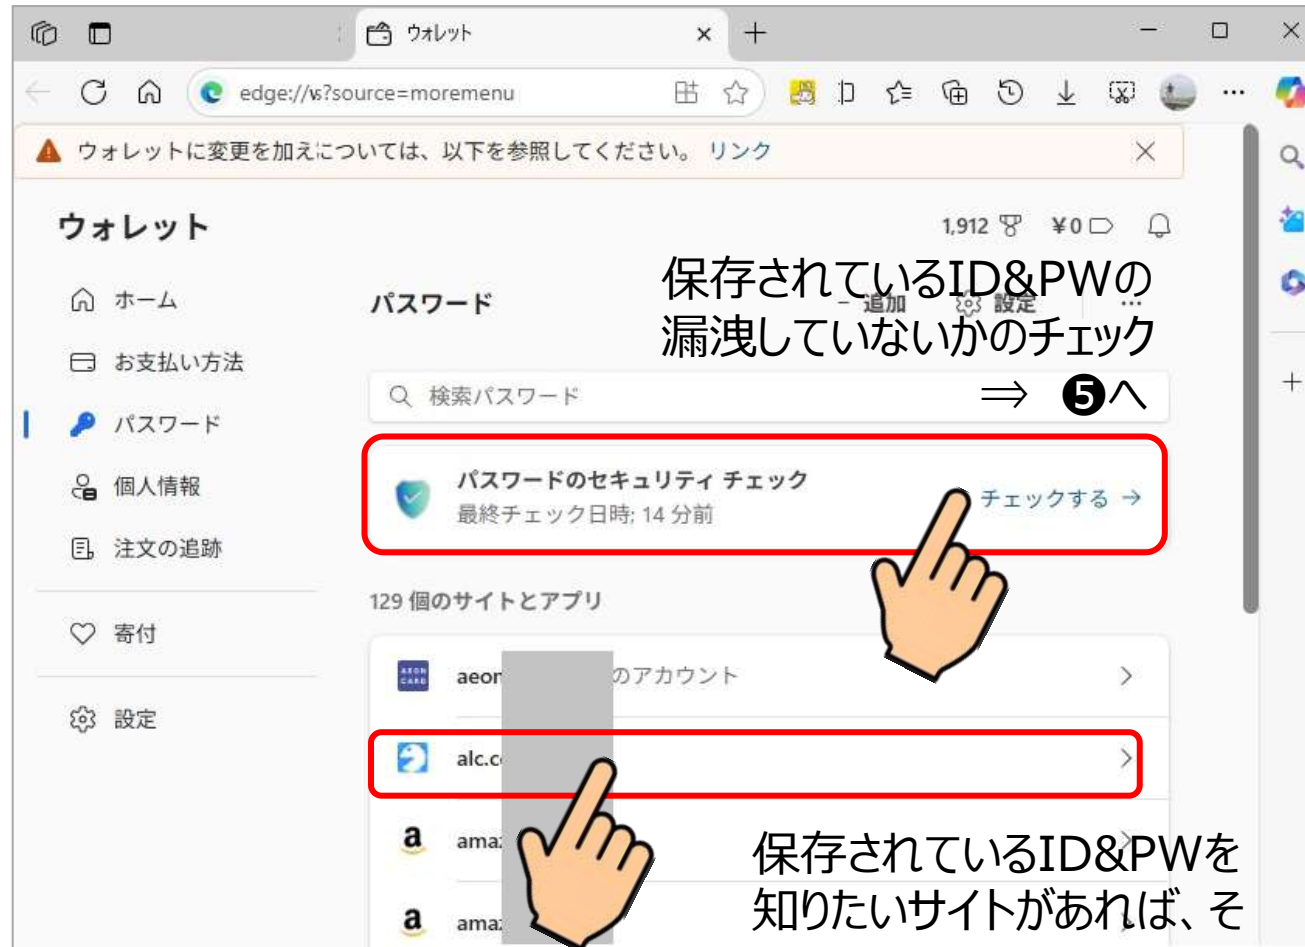 ウォレット
edge://w?source=moremenu
ウォレットに変更を加えについては、以下を参照してください。 リンク
ウォレット
1,912
¥0
保存されているID&PWの
漏洩していないかのチェック
⇒ ❺へ
ホーム
お支払い方法
パスワード
個人情報
注文の追跡
寄付
設定
パスワード
追加
設定
検索パスワード
パスワードのセキュリティ チェック
最終チェック日時; 14 分前
チェックする →
129 個のサイトとアプリ
AEON
CARD
aeon
のアカウント
alc.c
a
ama
a
ama
保存されているID&PWを
知りたいサイトがあれば、そ